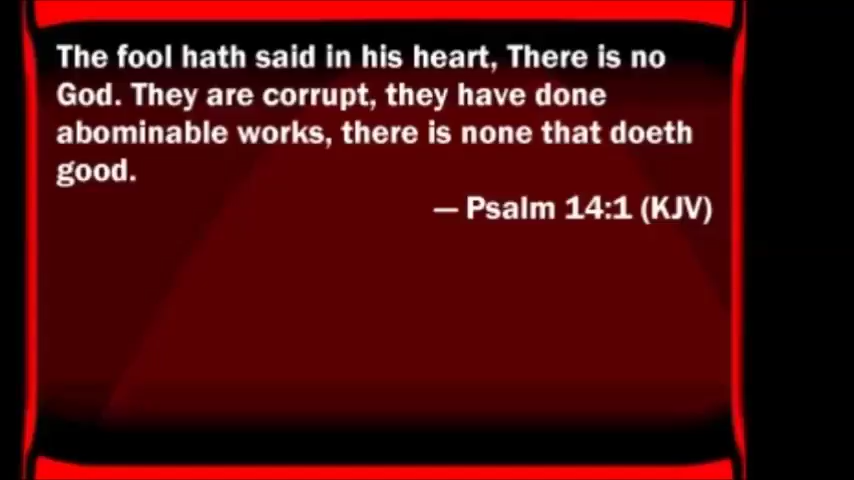 The fool hath said in his heart, There is no
God. They are corrupt, they have done
abominable works, there is none that doeth
good.
— Psalm 14:1 (KJV)